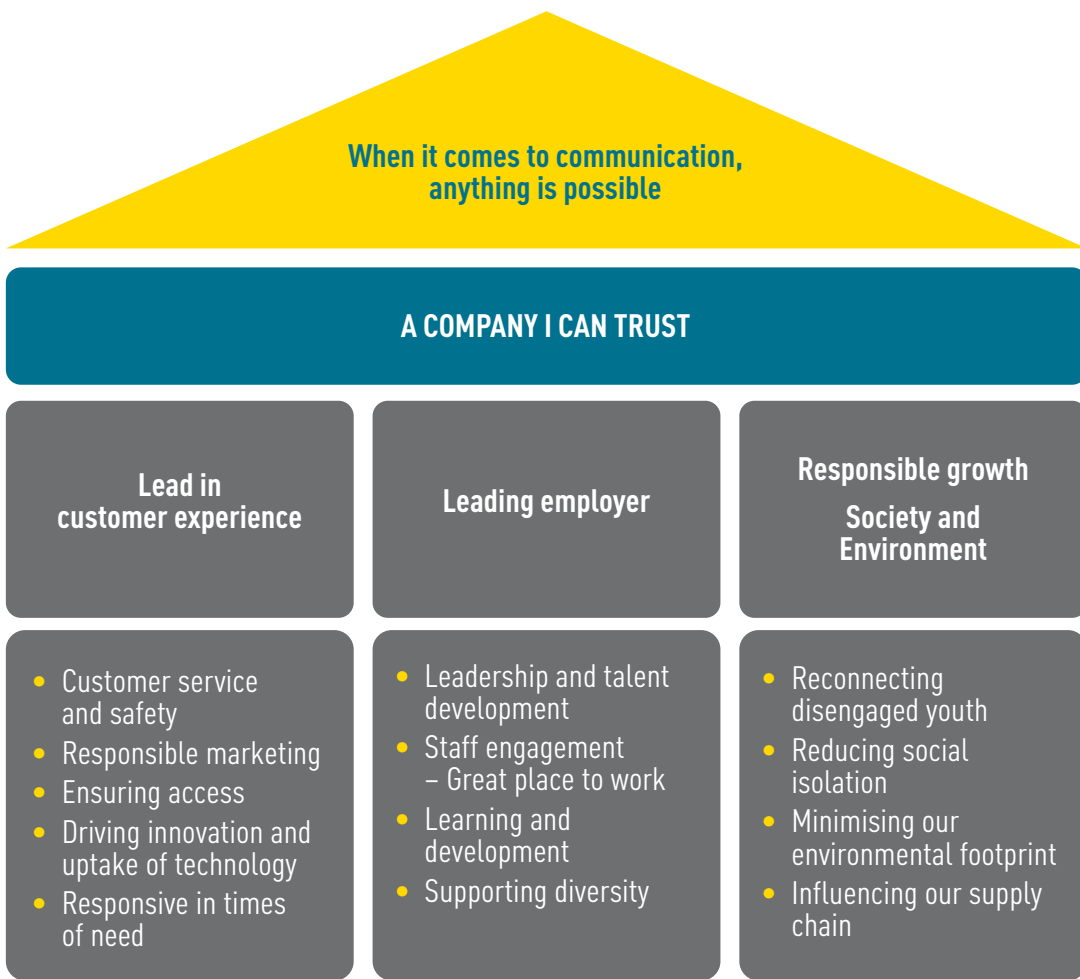 When it comes to communication,
anything is possible
A COMPANY I CAN TRUST
Lead in
customer experience
Leading employer
Responsible growth
Society and
Environment
• Customer service
and safety
• Responsible marketing
• Ensuring access
• Driving innovation and
uptake of technology
• Responsive in times
of need
• Leadership and talent
development
• Staff engagement
– Great place to work
• Learning and
development
• Supporting diversity
• Reconnecting
disengaged youth
• Reducing social
isolation
• Minimising our
environmental footprint
• Influencing our supply
chain